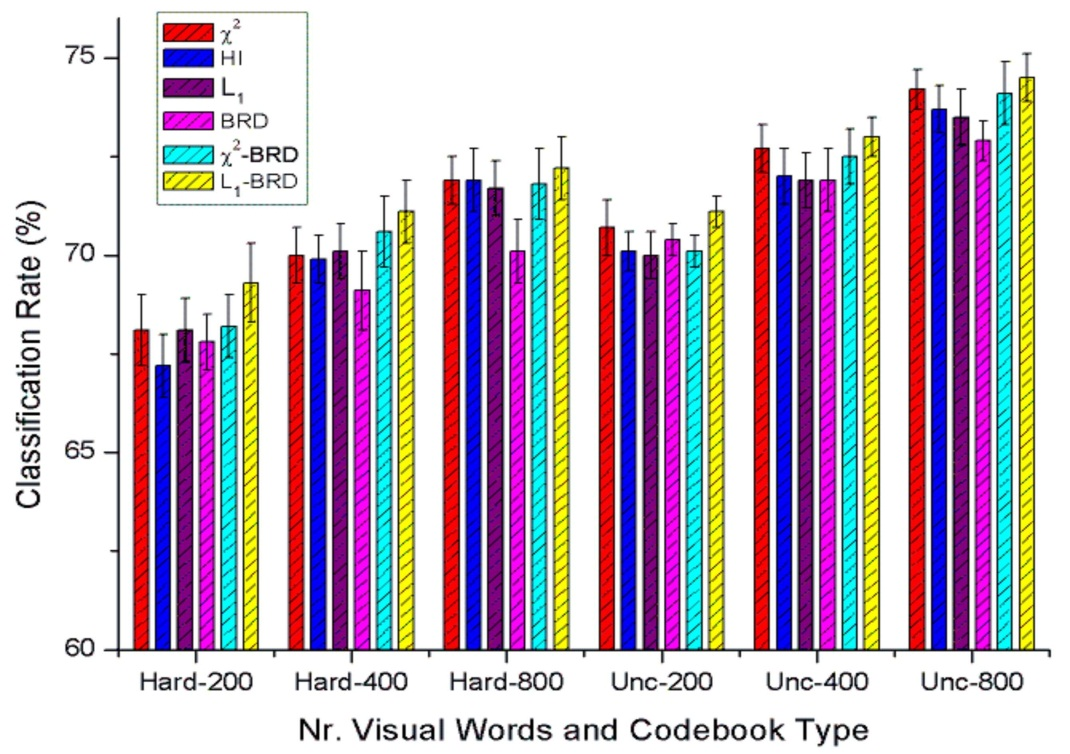 χ²
HI
L₁
BRD
χ²-BRD
L₁-BRD
Classification Rate (%)
75
70
65
60
Hard-200 Hard-400 Hard-800 Unc-200 Unc-400 Unc-800
Nr. Visual Words and Codebook Type